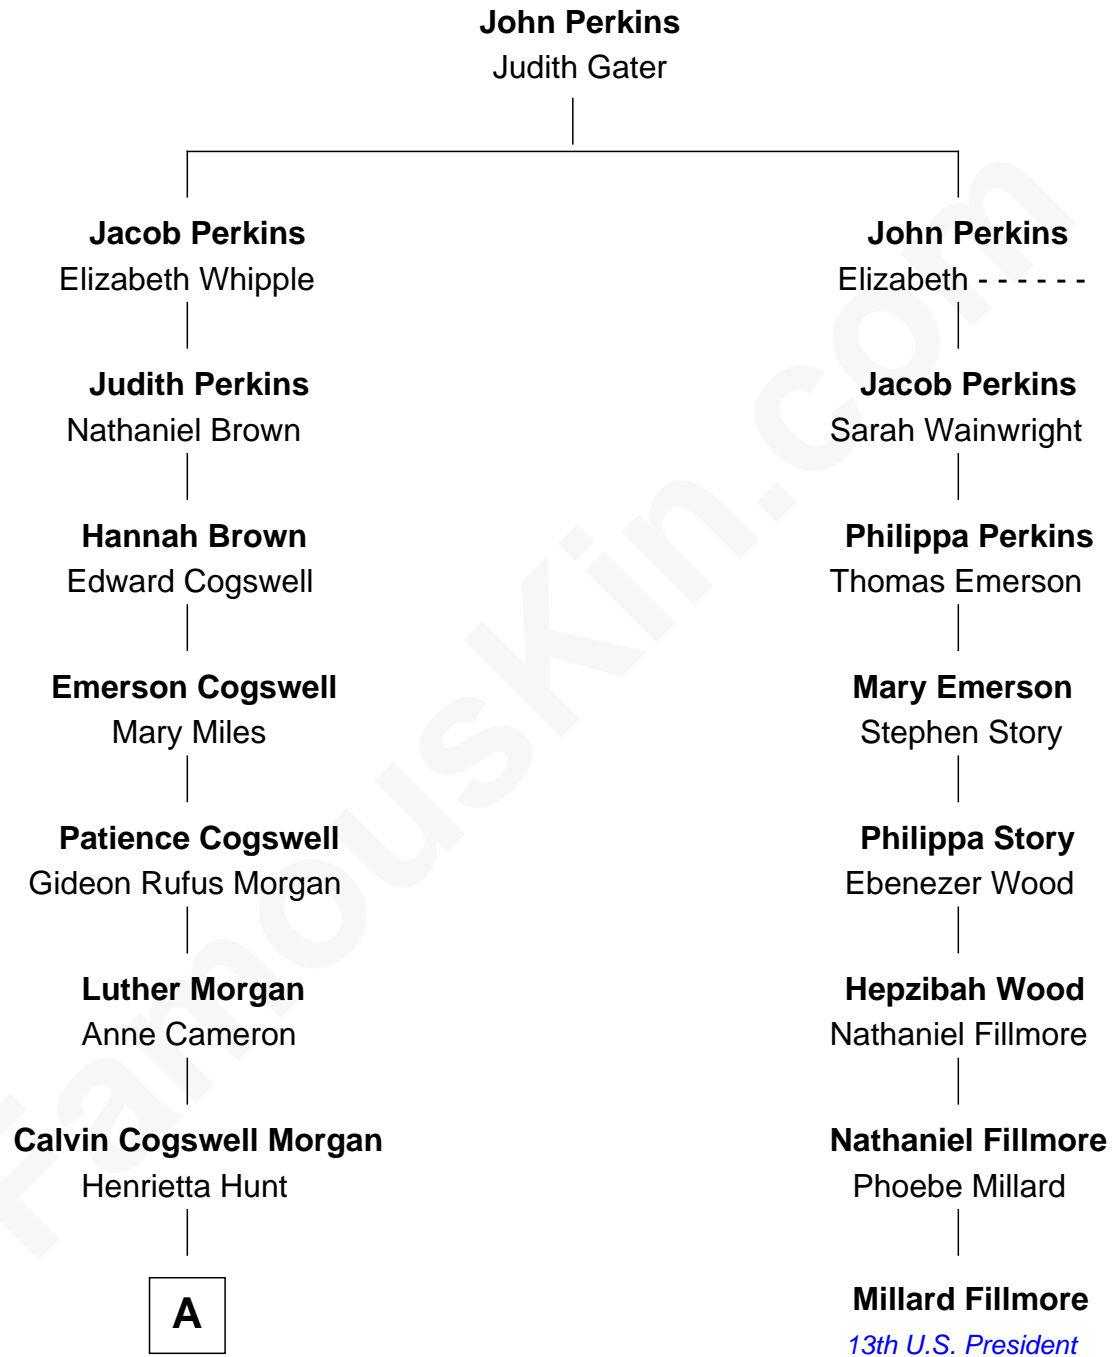 John Perkins
Judith Gater
Jacob Perkins
Elizabeth Whipple
John Perkins
Elizabeth - - - - - -
Judith Perkins
Nathaniel Brown
Jacob Perkins
Sarah Wainwright
Hannah Brown
Edward Cogswell
Philippa Perkins
Thomas Emerson
Emerson Cogswell
Mary Miles
Mary Emerson
Stephen Story
Patience Cogswell
Gideon Rufus Morgan
Philippa Story
Ebenezer Wood
Luther Morgan
Anne Cameron
Hepzibah Wood
Nathaniel Fillmore
Calvin Cogswell Morgan
Henrietta Hunt
Nathaniel Fillmore
Phoebe Millard
A
Millard Fillmore
13th U.S. President
FamousKin.com